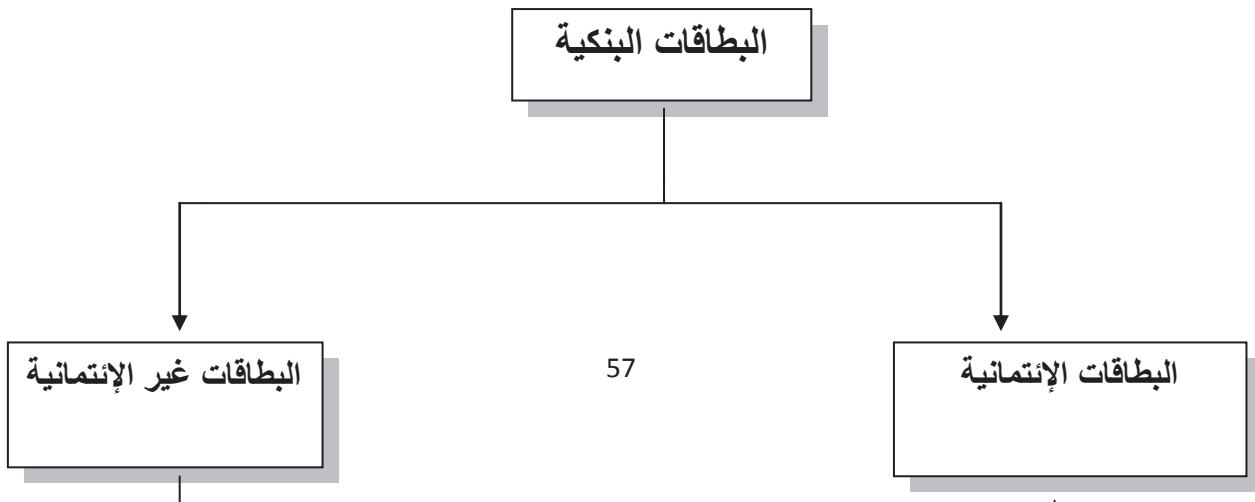 البطاقات البنكية
البطاقات الإئتمانية
57
البطاقات غير الإئتمانية